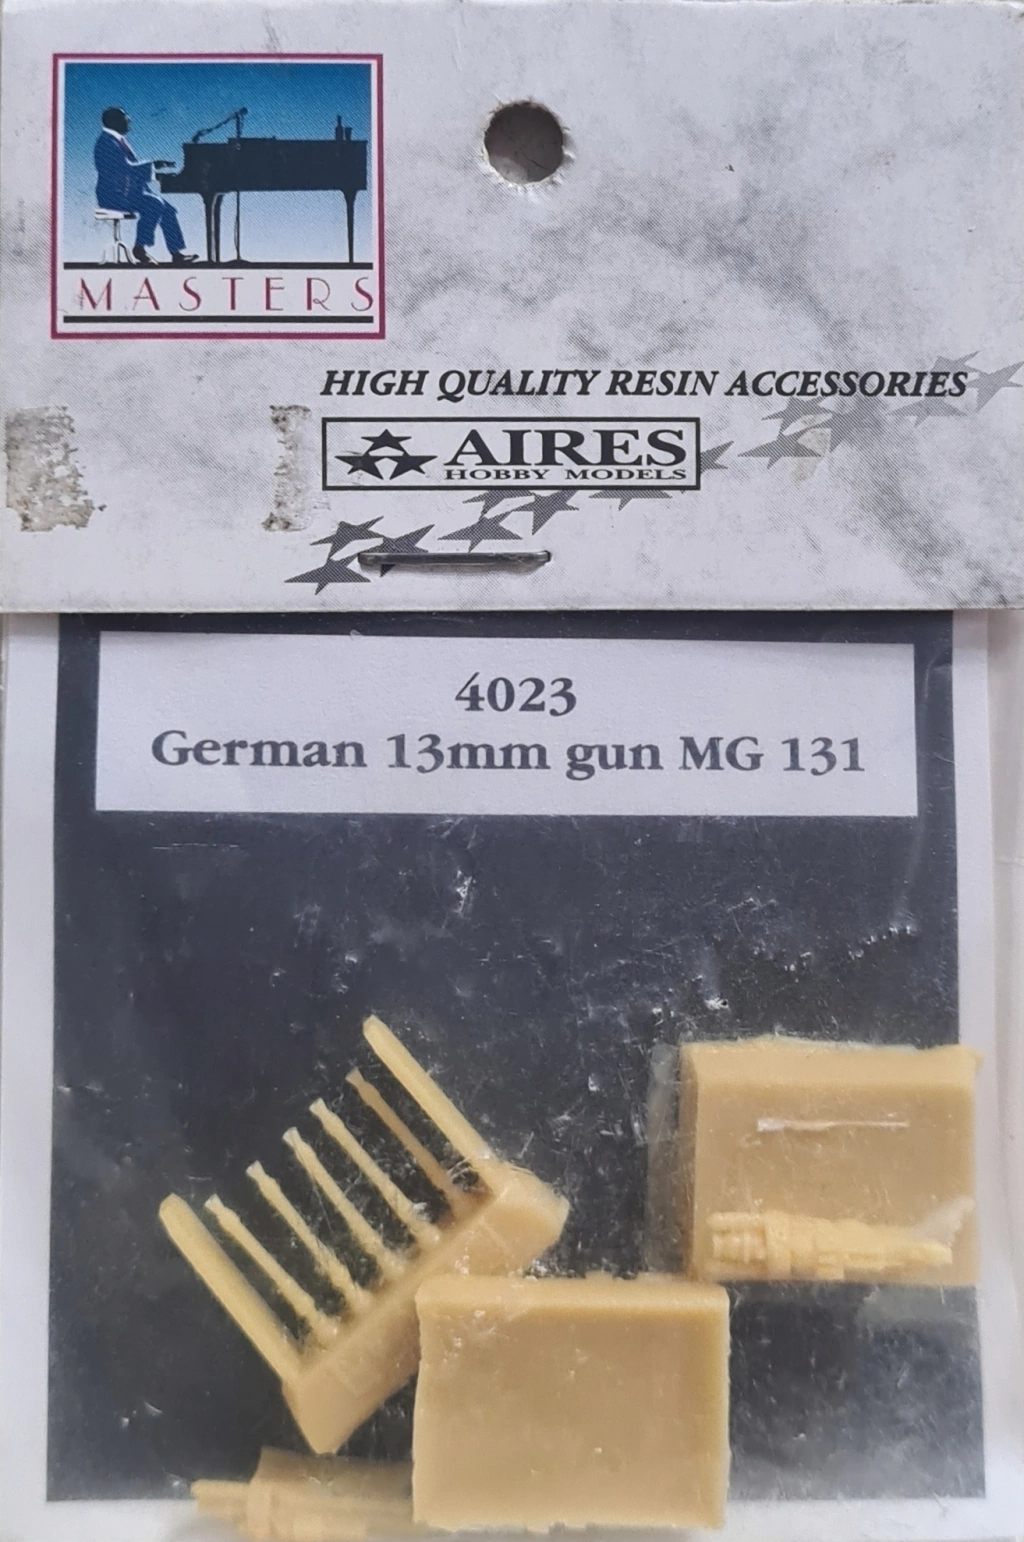 MASTERS
HIGH QUALITY RESIN ACCESSORIES
AIRES
HOBBY MODELS
4023
German 13mm gun MG 131